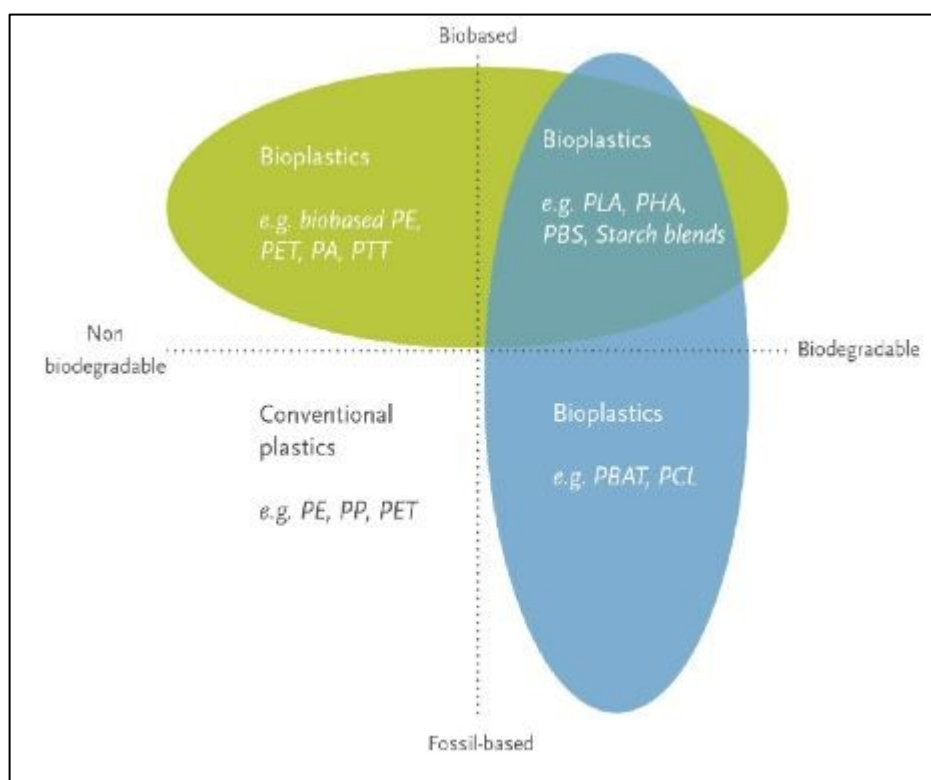 Biobased
Bioplastics
e.g. biobased PE,
PET, PA, PTT
Bioplastics
e.g. PLA, PHA,
PBS, Starch blends
Non
biodegradable
Biodegradable
Conventional
plastics
e.g. PE, PP, PET
Bioplastics
e.g. PBAT, PCL
Fossil-based